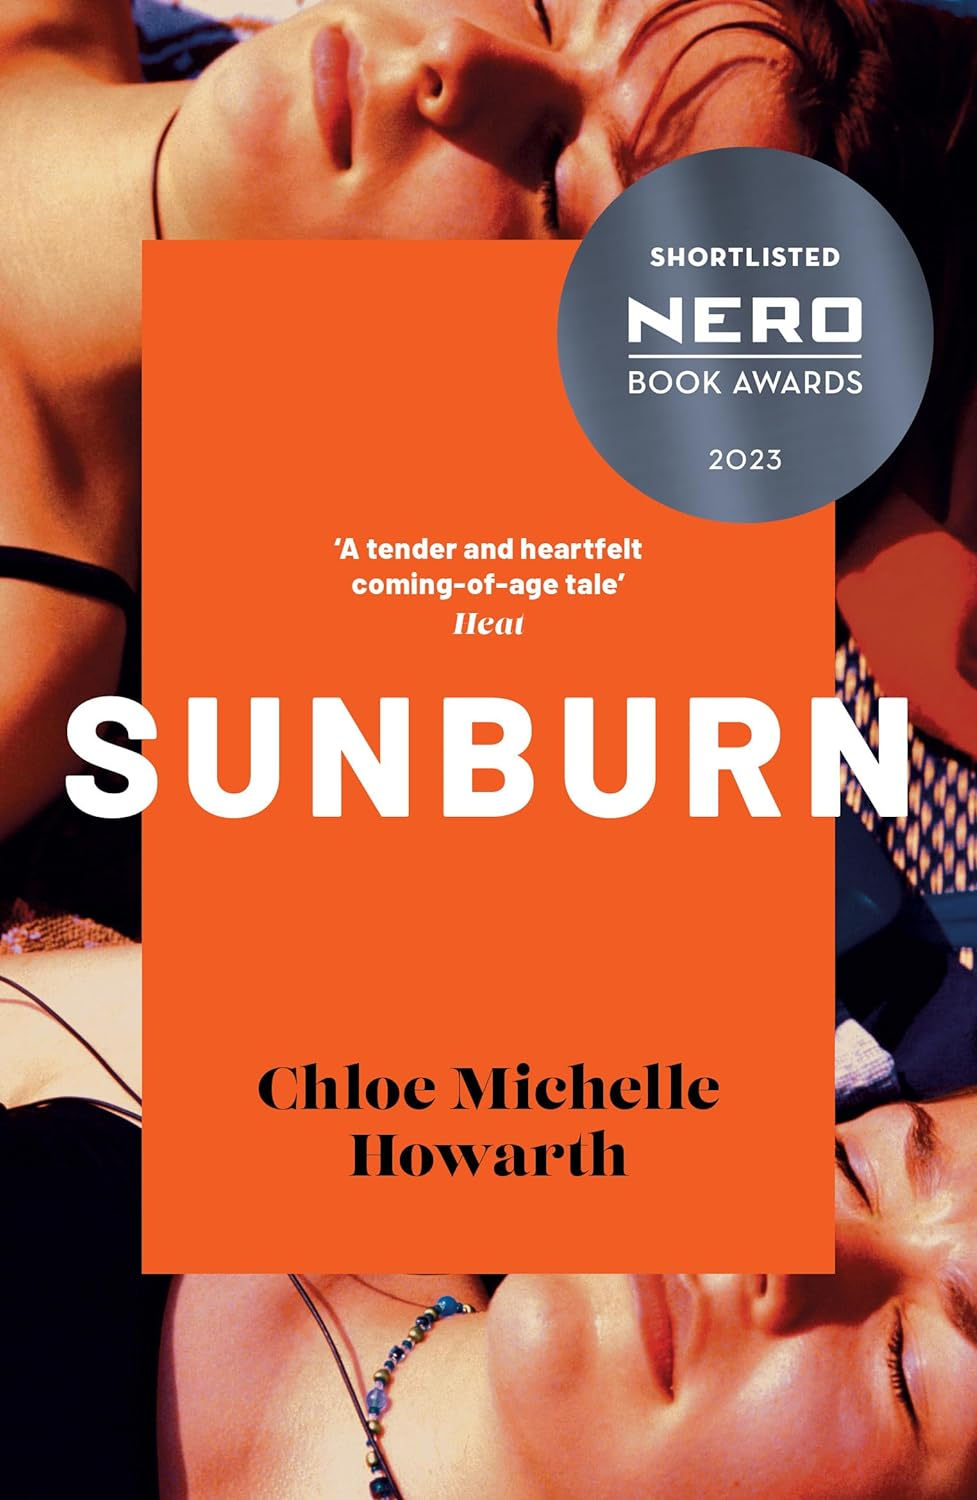 SHORTLISTED
NERO
BOOK AWARDS
2023
‘A tender and heartfelt
coming-of-age tale’
Heat
SUNBURN
Chloe Michelle
Howarth